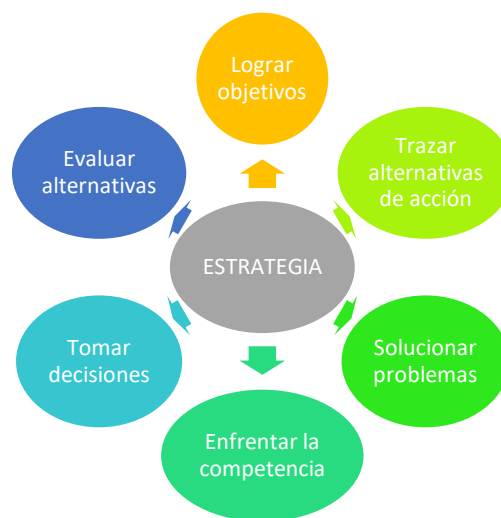 Lograr
objetivos
Trazar
alternativas
de acción
Solucionar
problemas
Enfrentar la
competencia
Tomar
decisiones
Evaluar
alternativas
ESTRATEGIA